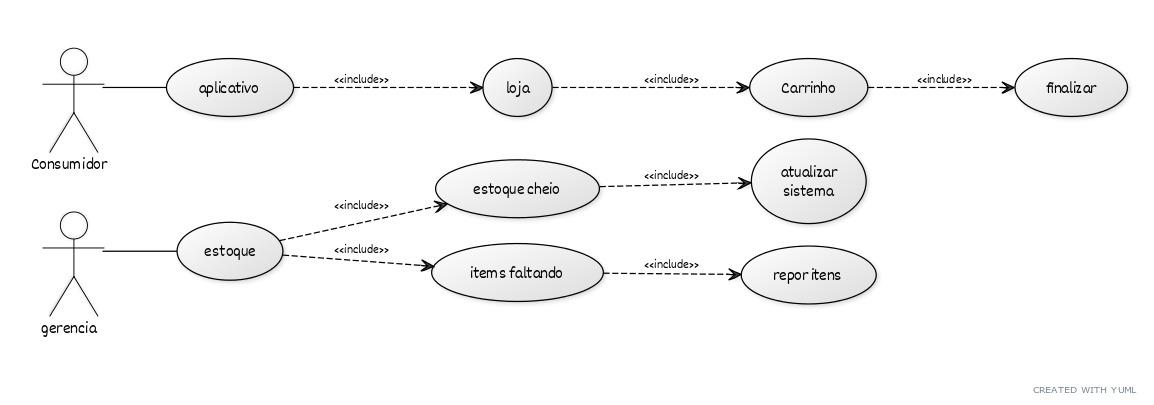 aplicativo
<<include>>
loja
<<include>>
Carrinho
<<include>>
finalizar
Consumidor
estoque cheio
<<include>>
atualizar
sistema
<<include>>
estoque
<<include>>
items faltando
<<include>>
repor itens
gerencia
CREATED WITH YUML